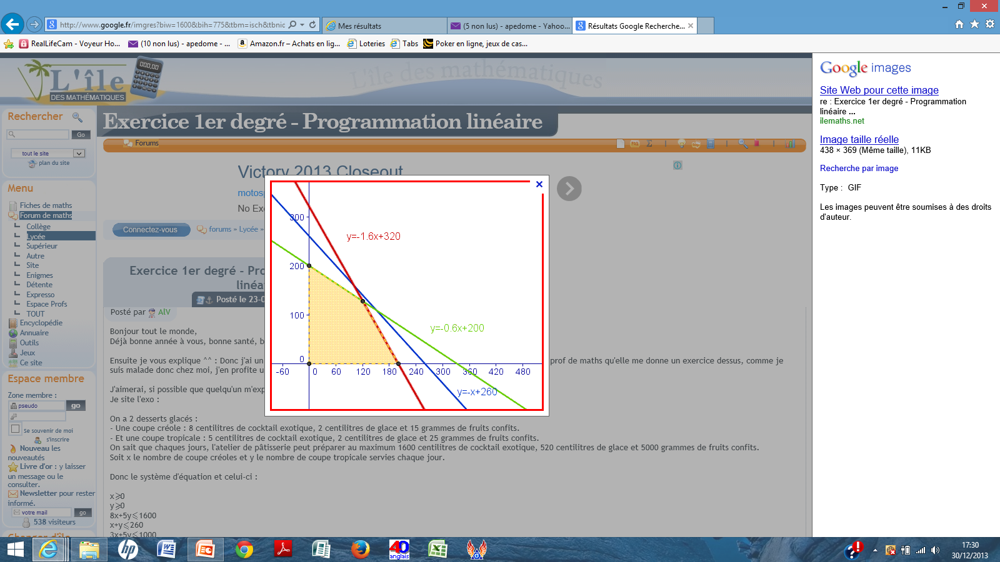 http://www.google.fr/imgres?biw=1600&bih=775&tbm=isch&tbnic
Mes résultats
(5 non lus) - apedome - Yahoo...
Résultats Google Recherche...
RealLifeCam - Voyeur Ho...
(10 non lus) - apedome - ...
Amazon.fr – Achats en lig...
Loteries
Tabs
Poker en ligne, jeux de cas...
L'île
DES MATHÉMATIQUES
000,00
L'île des mathématiques
Rechercher
Go
tout le site
plan du site
Menu
Fiches de maths
Forum de maths
Collège
Lycée
Supérieur
Autre
Site
Enigmes
Détente
Expresso
Espace Profs
TOUT
Encyclopédie
Annuaire
Outils
Jeux
Ce site
Espace membre
Zone membre :
pseudo
go
Se souvenir de moi
s'inscrire
Nouveau les
nouveautés
Livre d'or : y laisser
un message ou le
consulter.
Newsletter pour rester
informé.
votre mail
go
538 visiteurs
Exercice 1er degré - Programmation linéaire
Forums
FAQ
Σ
Victory 2013 Closeout
motosp
No Exc
Connectez-vous
forums » Lycée »
Exercice 1er degré - Pro
linéa
Posté le 23-0
Posté par AlV
Bonjour tout le monde,
Déjà bonne année à vous, bonne santé, b
Ensuite je vous explique ^^ : Donc j'ai un
prof de maths qu'elle me donne un exercice dessus, comme je
suis malade donc chez moi, j'en profite u
J'aimerai, si possible que quelqu'un m'exp
Je site l'exo :
On a 2 desserts glacés :
- Une coupe créole : 8 centilitres de cocktail exotique, 2 centilitres de glace et 15 grammes de fruits confits.
- Et une coupe tropicale : 5 centilitres de cocktail exotique, 2 centilitres de glace et 25 grammes de fruits confits.
On sait que chaques jours, l'atelier de pâtisserie peut préparer au maximum 1600 centilitres de cocktail exotique, 520 centilitres de glace et 5000 grammes de fruits confits.
Soit x le nombre de coupe créoles et y le nombre de coupe tropicale servies chaque jour.
Donc le système d'équation et celui-ci :
x⩾0
y⩾0
8x+5y⩽1600
x+y⩽260
3x+5y⩽1000
300
200
100
0
-60
0
60
120
180
240
300
360
420
480
y=-1.6x+320
y=-0.6x+200
y=-x+260
Google images
Site Web pour cette image
re : Exercice 1er degré - Programmation
linéaire ...
ilemaths.net
Image taille réelle
438 × 369 (Même taille), 11KB
Recherche par image
Type : GIF
Les images peuvent être soumises à des droits
d'auteur.
hp
40
anglais
17:30
30/12/2013